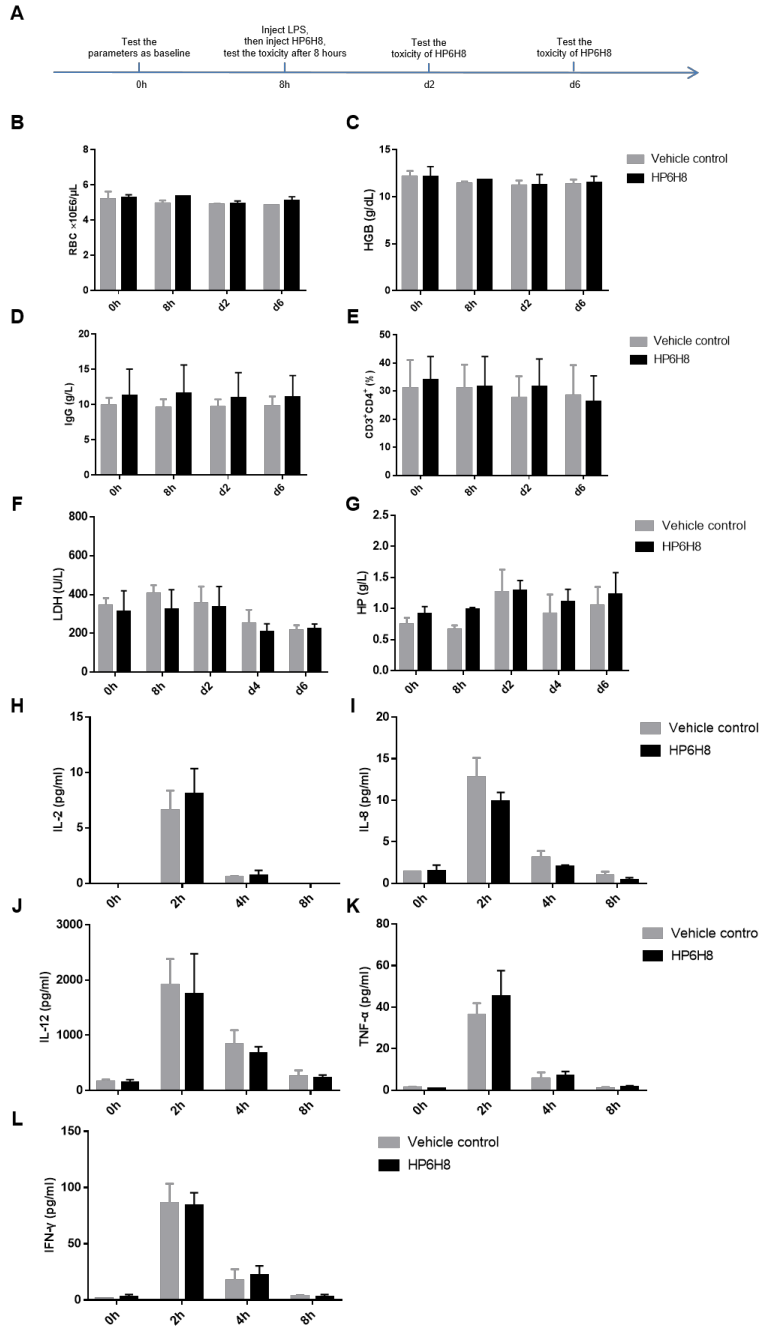 A
Test the
parameters as baseline
Inject LPS,
then inject HP6H8,
test the toxicity after 8 hours
Test the
toxicity of HP6H8
Test the
toxicity of HP6H8
0h
8h
d2
d6
B
RBC ×10E6/μL
8
6
4
2
0
0h
8h
d2
d6
C
HGB (g/dL)
15
10
5
0
0h
8h
d2
d6
Vehicle control
HP6H8
D
IgG (g/L)
20
15
10
5
0
0h
8h
d2
d6
E
CD3+CD4+ (%)
50
40
30
20
10
0
0h
8h
d2
d6
Vehicle control
HP6H8
F
LDH (U/L)
800
600
400
200
0
0h
8h
d2
d4
d6
G
HP (g/L)
2.5
2.0
1.5
1.0
0.5
0.0
0h
8h
d2
d4
d6
Vehicle control
HP6H8
H
IL-2 (pg/ml)
15
10
5
0
0h
2h
4h
8h
I
IL-8 (pg/ml)
20
15
10
5
0
0h
2h
4h
8h
Vehicle control
HP6H8
J
IL-12 (pg/ml)
3000
2000
1000
0
0h
2h
4h
8h
K
TNF-α (pg/ml)
80
60
40
20
0
0h
2h
4h
8h
Vehicle contro
HP6H8
L
IFN-γ (pg/ml)
150
100
50
0
0h
2h
4h
8h
Vehicle control
HP6H8